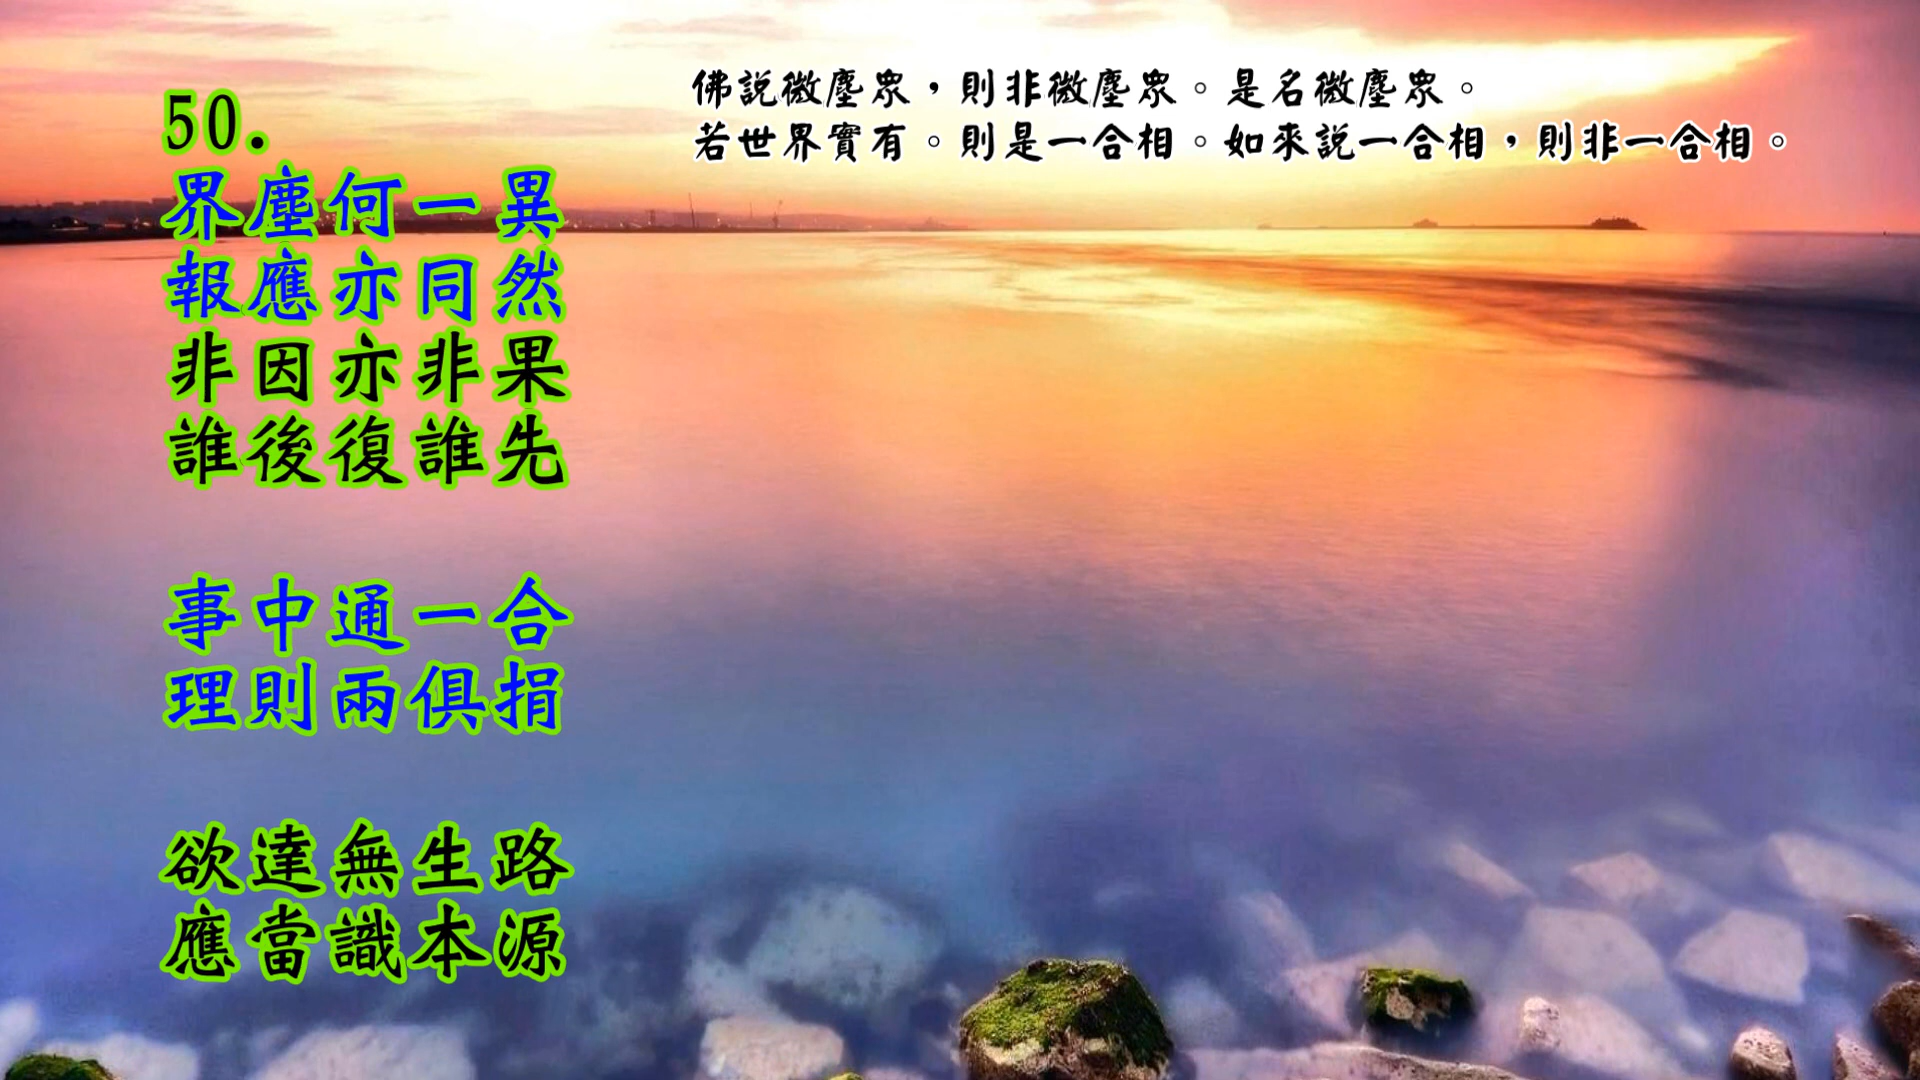 佛說微塵眾，則非微塵眾。是名微塵眾。
若世界實有。則是一合相。如來說一合相，則非一合相。
50.
界塵何一異
報應亦同然
非因亦非果
誰後復誰先
事中通一合
理則兩俱捐
欲達無生路
應當識本源